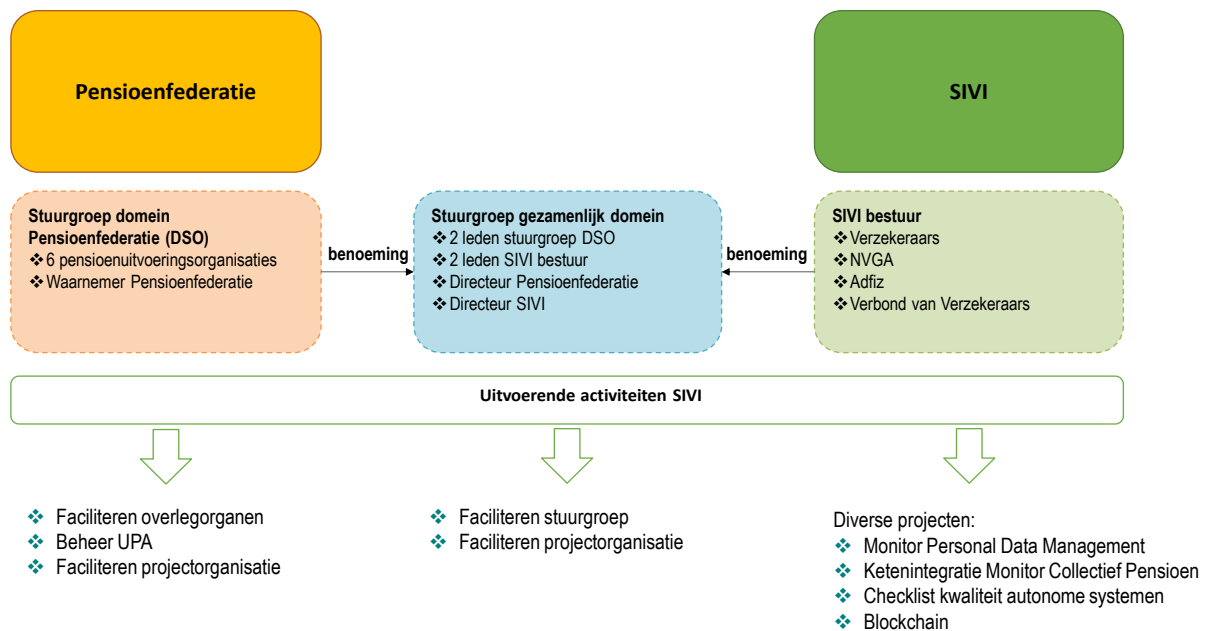 Pensioenfederatie
SIVI
Stuurgroep domein
Pensioenfederatie (DSO)
❖ 6 pensioenuitvoeringsorganisaties
❖ Waarnemer Pensioenfederatie
benoeming
Stuurgroep gezamenlijk domein
❖ 2 leden stuurgroep DSO
❖ 2 leden SIVI bestuur
❖ Directeur Pensioenfederatie
❖ Directeur SIVI
benoeming
SIVI bestuur
❖ Verzekeraars
❖ NVGA
❖ Adfiz
❖ Verbond van Verzekeraars
Uitvoerende activiteiten SIVI
❖ Faciliteren overlegorganen
❖ Beheer UPA
❖ Faciliteren projectorganisatie
❖ Faciliteren stuurgroep
❖ Faciliteren projectorganisatie
Diverse projecten:
❖ Monitor Personal Data Management
❖ Ketenintegratie Monitor Collectief Pensioen
❖ Checklist kwaliteit autonome systemen
❖ Blockchain